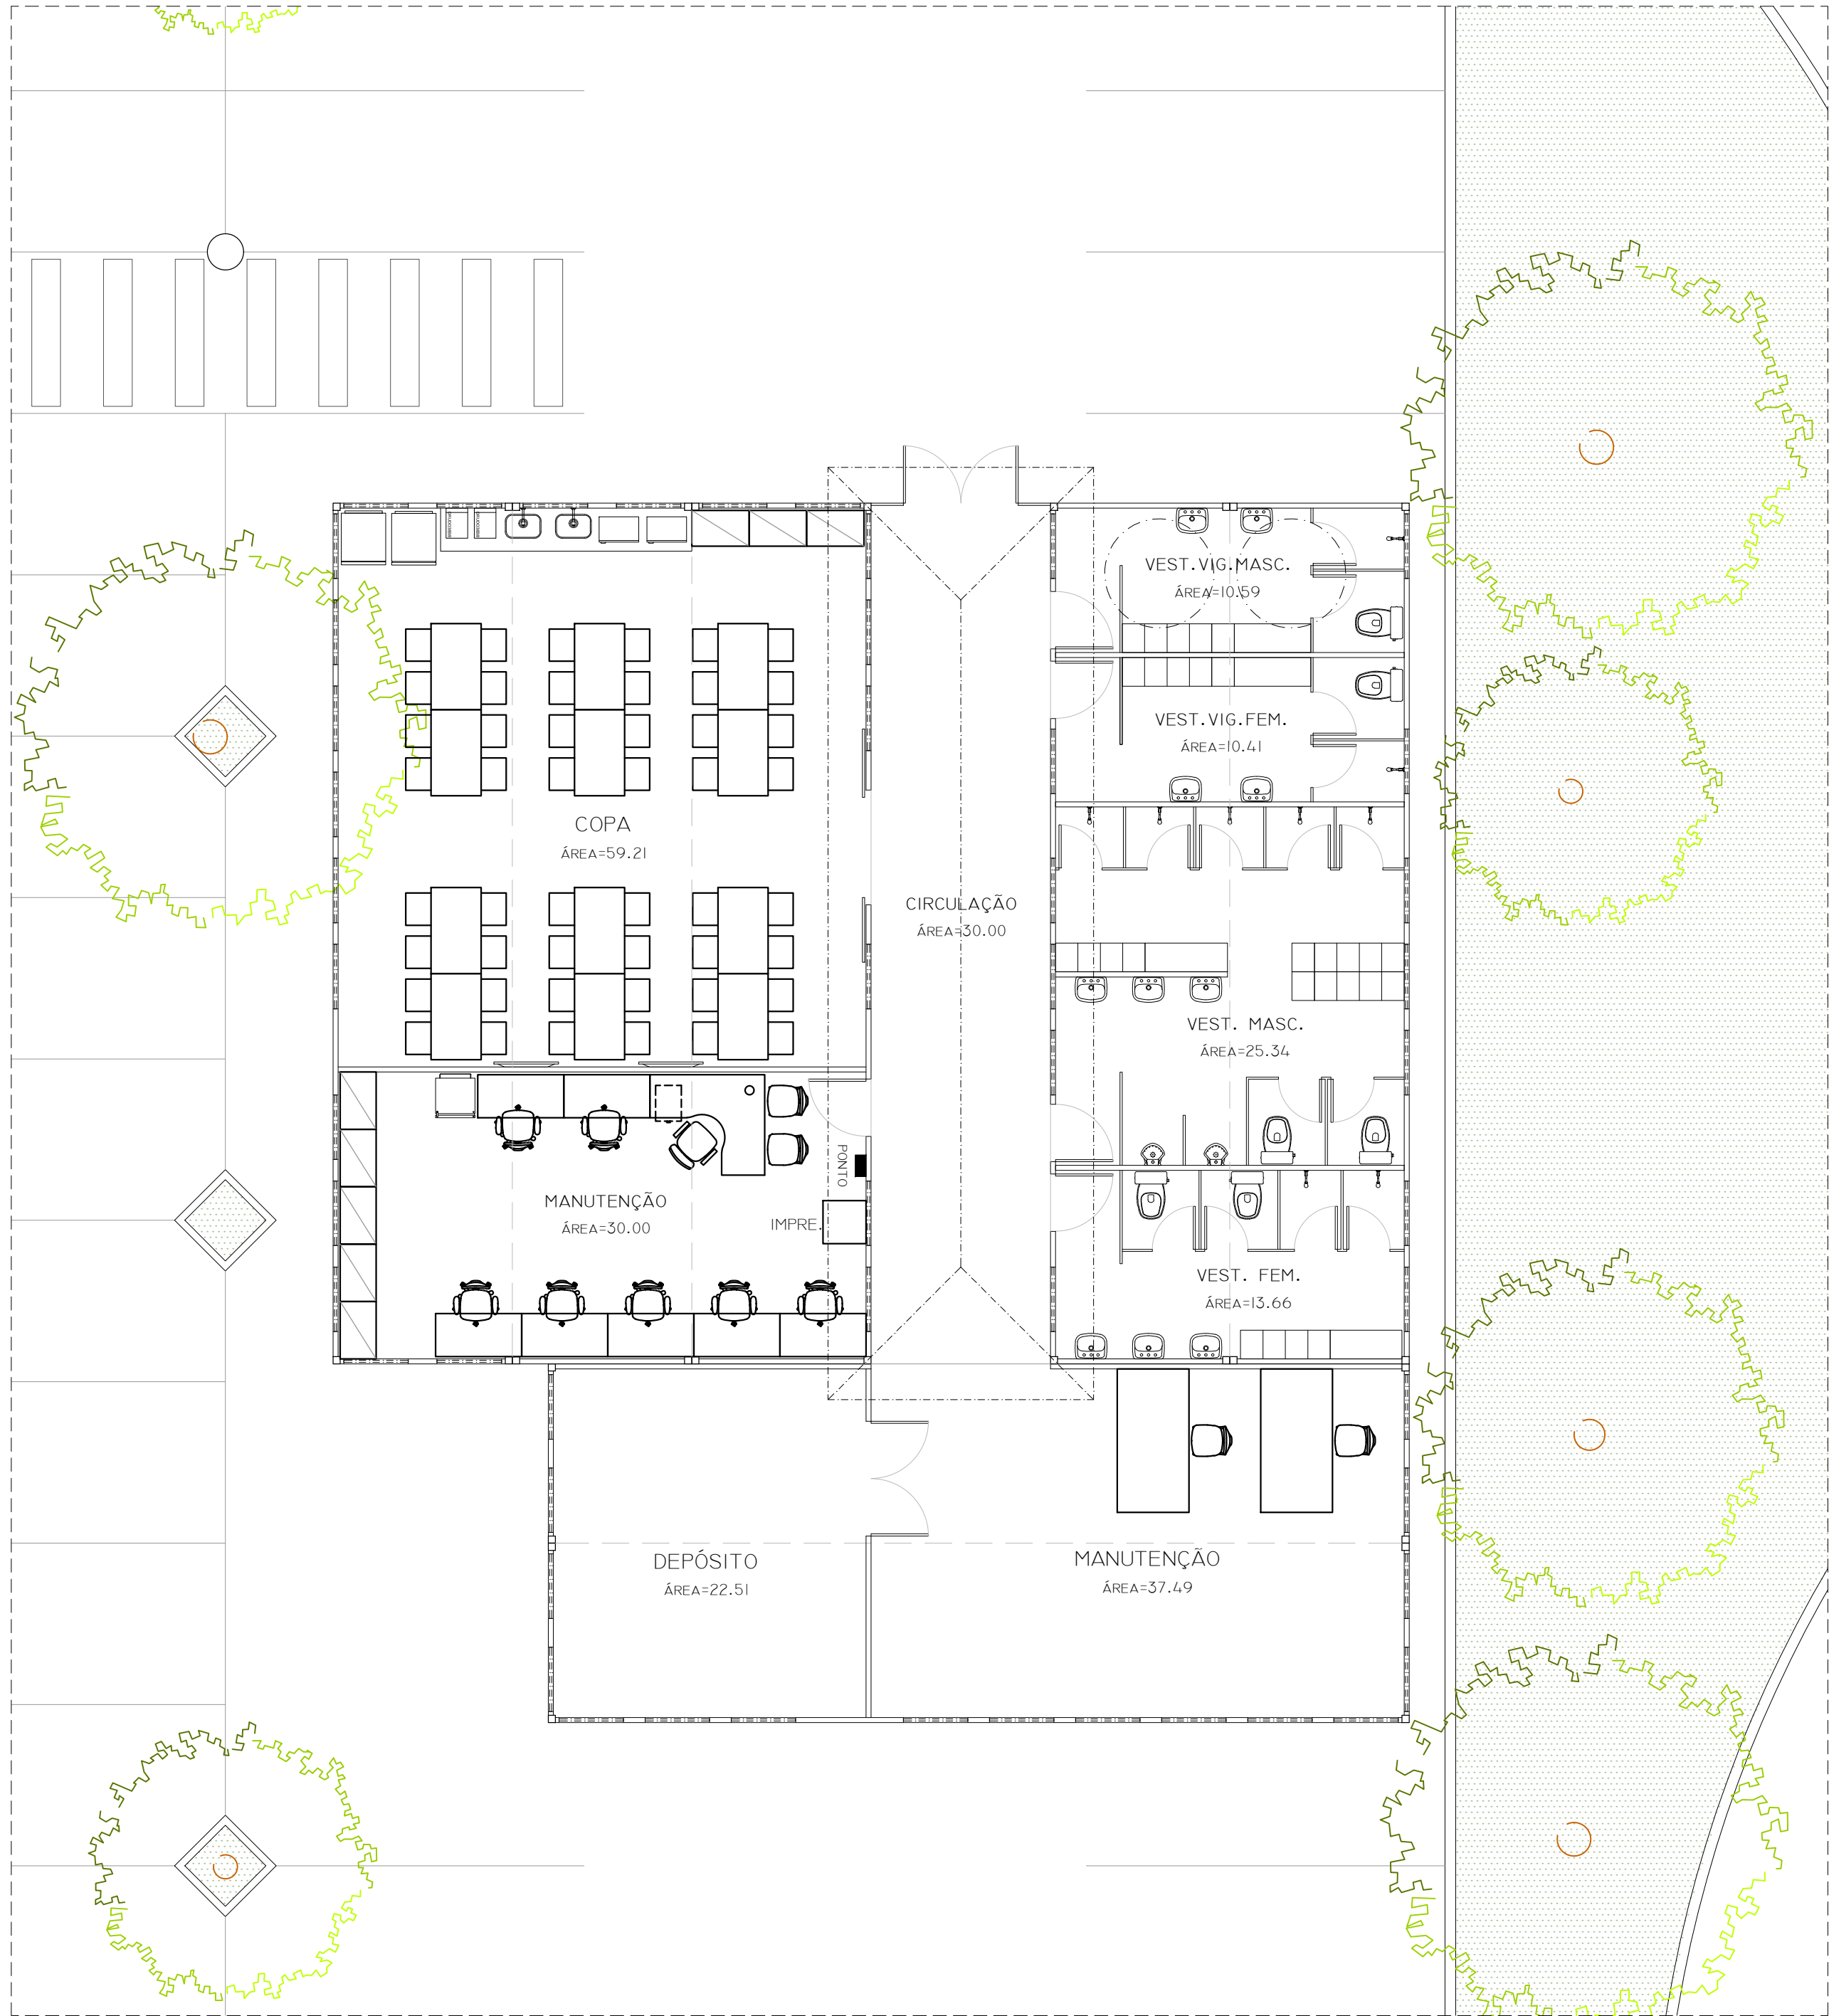 VEST.VIG.MASC.
ÁREA=10.59
VEST.VIG.FEM.
ÁREA=10.41
COPA
ÁREA=59.21
CIRCULAÇÃO
ÁREA=30.00
VEST. MASC.
ÁREA=25.34
PONTO
MANUTENÇÃO
ÁREA=30.00
IMPRE.
VEST. FEM.
ÁREA=13.66
DEPÓSITO
ÁREA=22.51
MANUTENÇÃO
ÁREA=37.49